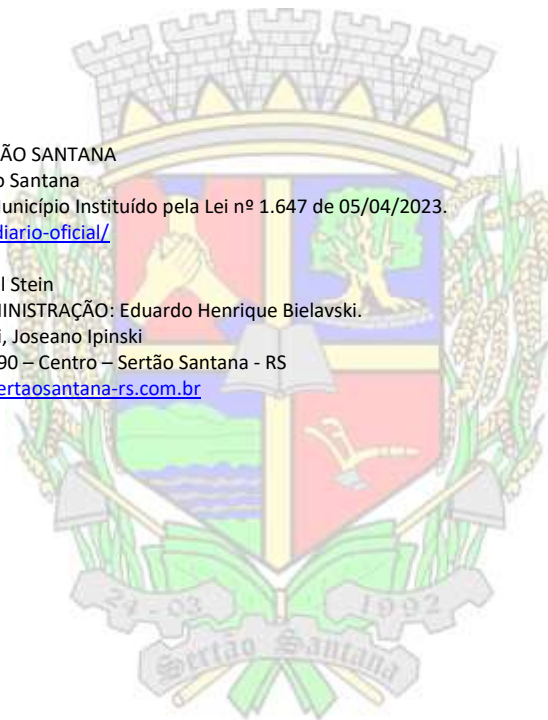 ÃO SANTANA
o Santana
unicípio Instituído pela Lei nº 1.647 de 05/04/2023.
diario-oficial/
l Stein
INISTRAÇÃO: Eduardo Henrique Bielavski.
i, Joseano Ipinski
90 – Centro – Sertão Santana - RS
ertaosantana-rs.com.br
24 - 03 1992
Sertão Santana